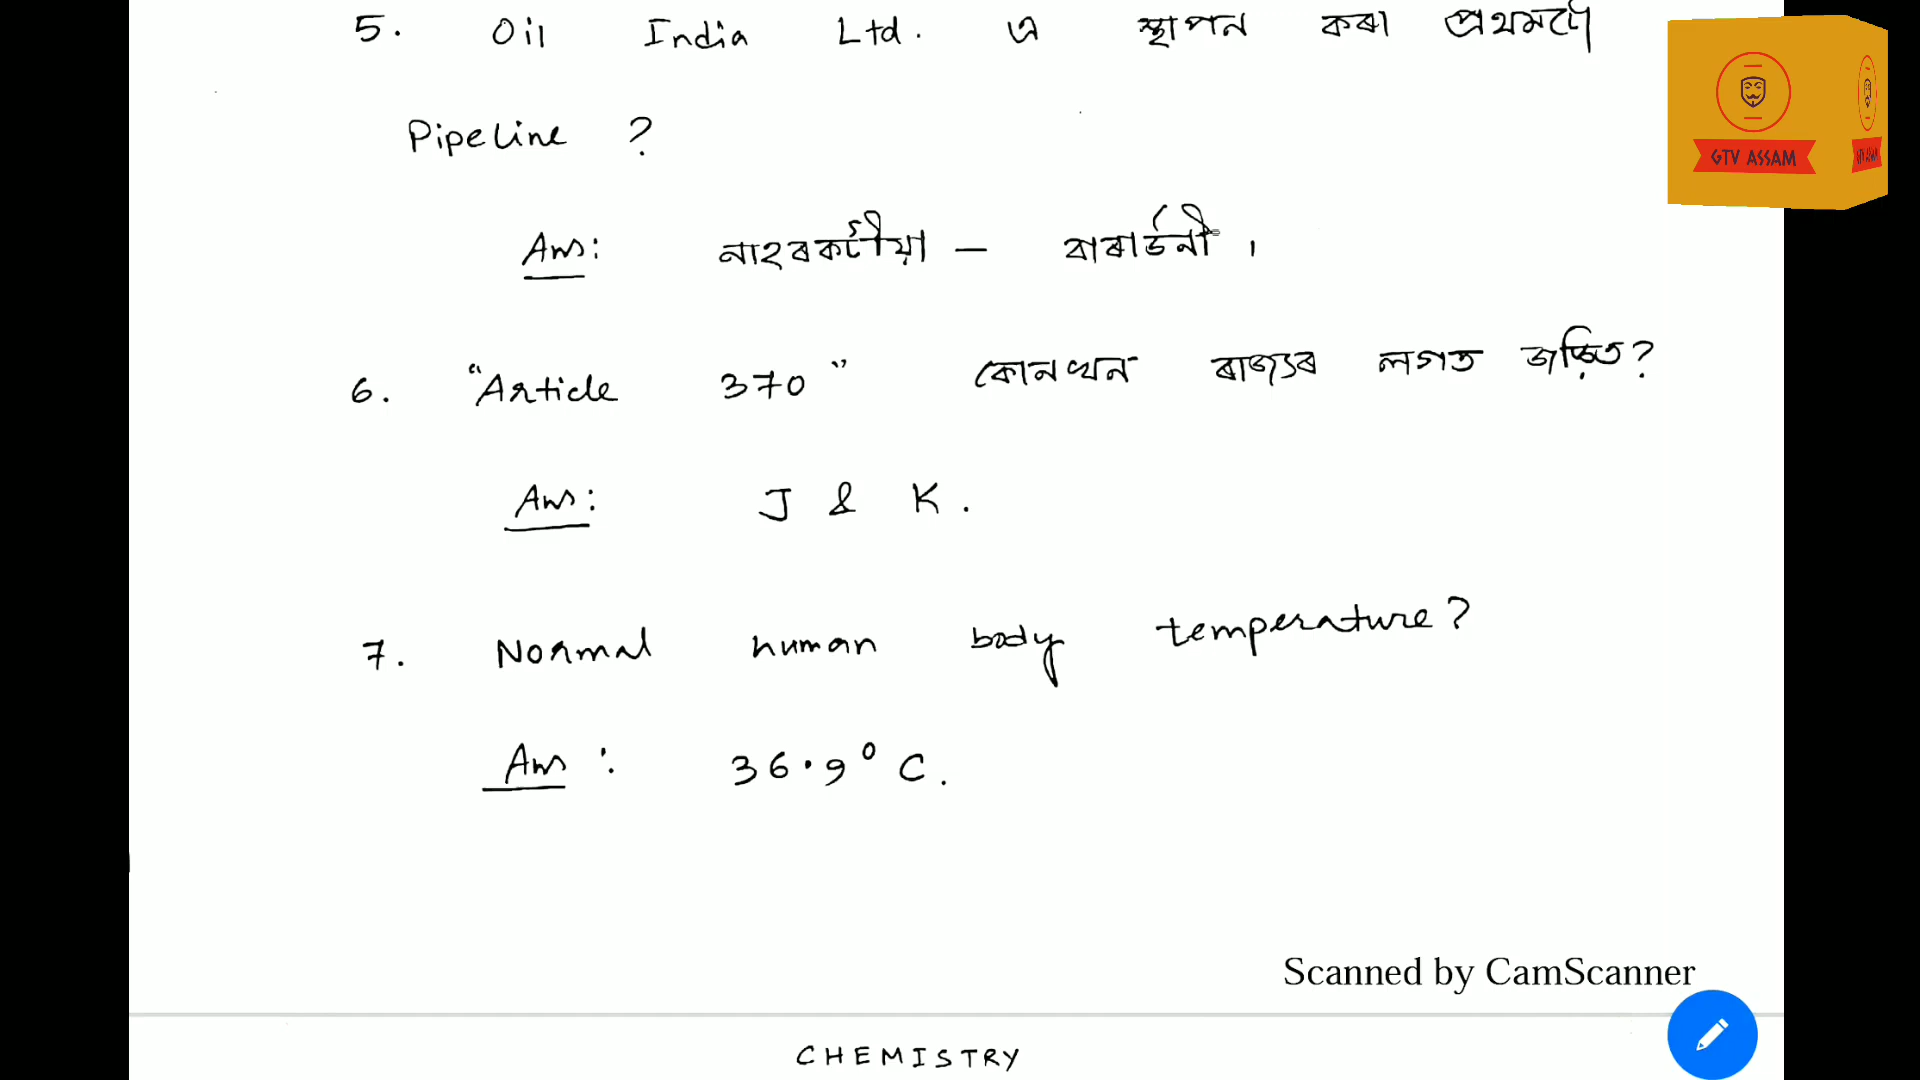 5. Oil India Ltd. এ স্থাপন কৰা প্ৰথমটো
GTV ASSAM
Pipeline ?
Ans: নাহৰকটীয়া – বাৰাউনী ।
6. "Article 370" কোনখন ৰাজ্যৰ লগত জড়িত?
Ans: J & K.
7. Normal human body temperature?
Ans : 36.9° C.
Scanned by CamScanner
CHEMISTRY